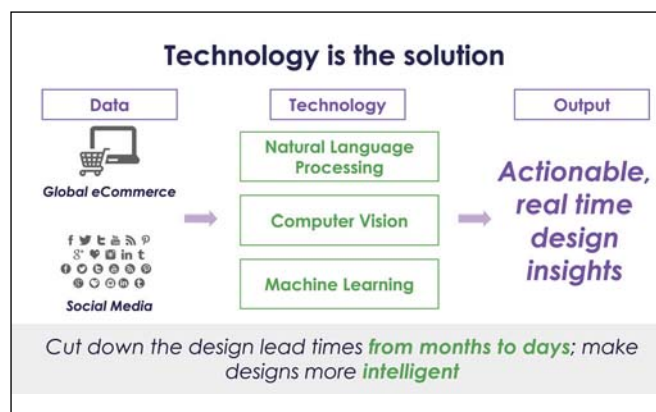 Technology is the solution
Data
Technology
Output
Global eCommerce
Social Media
Natural Language
Processing
Computer Vision
Machine Learning
Actionable,
real time
design
insights
Cut down the design lead times from months to days; make
designs more intelligent